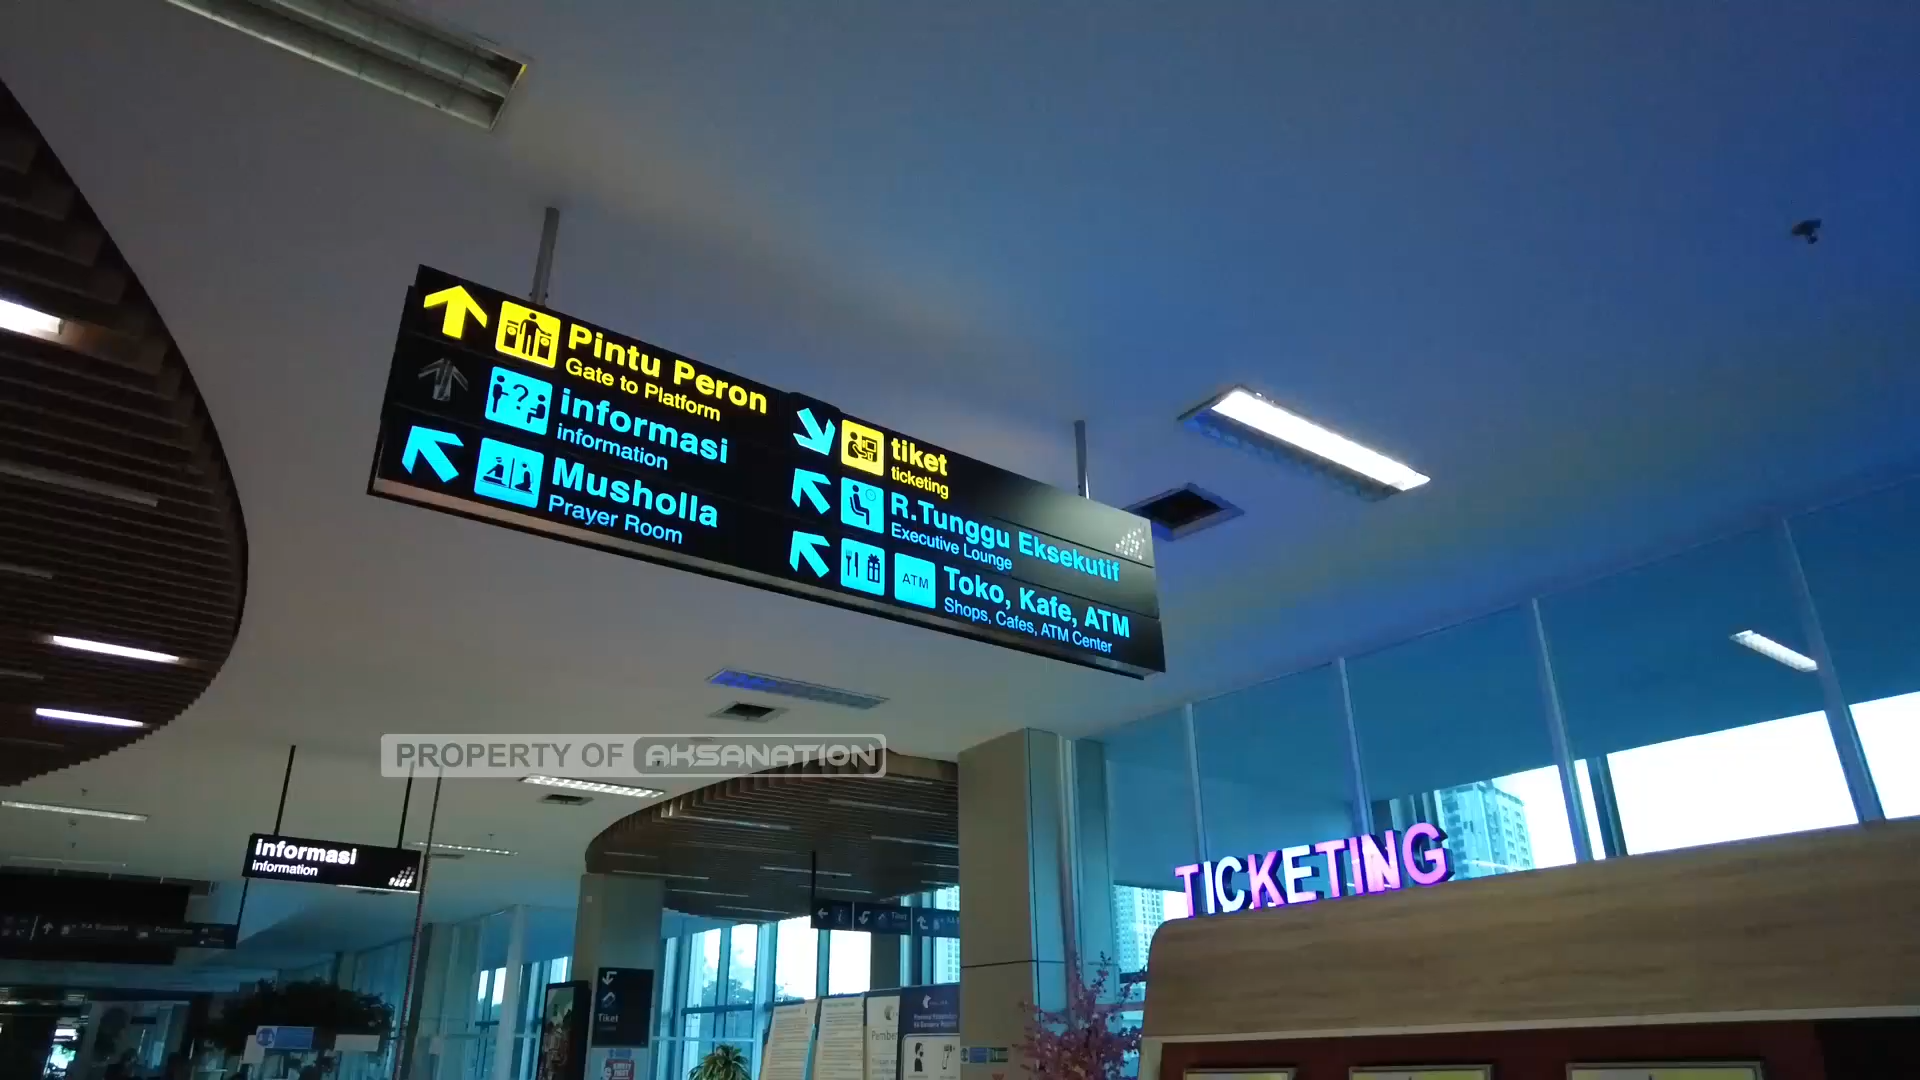 Pintu Peron
Gate to Platform
informasi
information
Musholla
Prayer Room
tiket
ticketing
R.Tunggu Eksekutif
Executive Lounge
ATM
Toko, Kafe, ATM
Shops, Cafes, ATM Center
PROPERTY OF AKSANATION
informasi
information
TICKETING
Tiket
Tiket